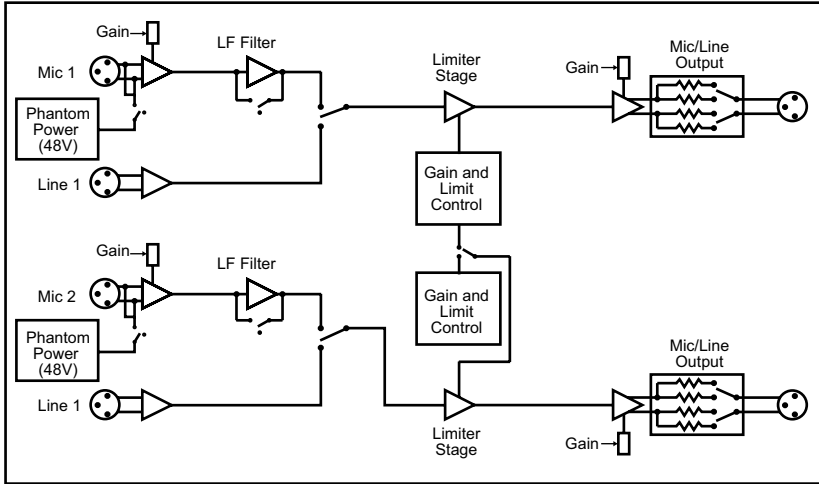 Gain
LF Filter
Mic 1
Phantom
Power
(48V)
Line 1
Limiter
Stage
Gain
Mic/Line
Output
Gain and
Limit
Control
Gain
LF Filter
Mic 2
Phantom
Power
(48V)
Line 1
Gain and
Limit
Control
Limiter
Stage
Mic/Line
Output
Gain